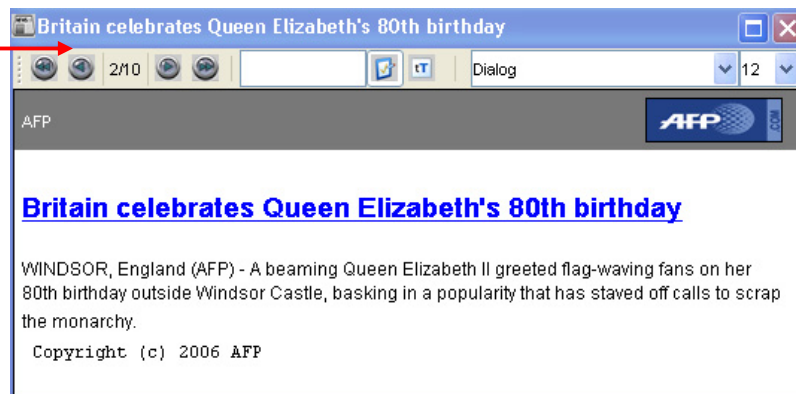 Britain celebrates Queen Elizabeth's 80th birthday
2/10 tT Dialog 12
AFP AFP .COM
Britain celebrates Queen Elizabeth's 80th birthday
WINDSOR, England (AFP) - A beaming Queen Elizabeth II greeted flag-waving fans on her
80th birthday outside Windsor Castle, basking in a popularity that has staved off calls to scrap
the monarchy.
Copyright (c) 2006 AFP